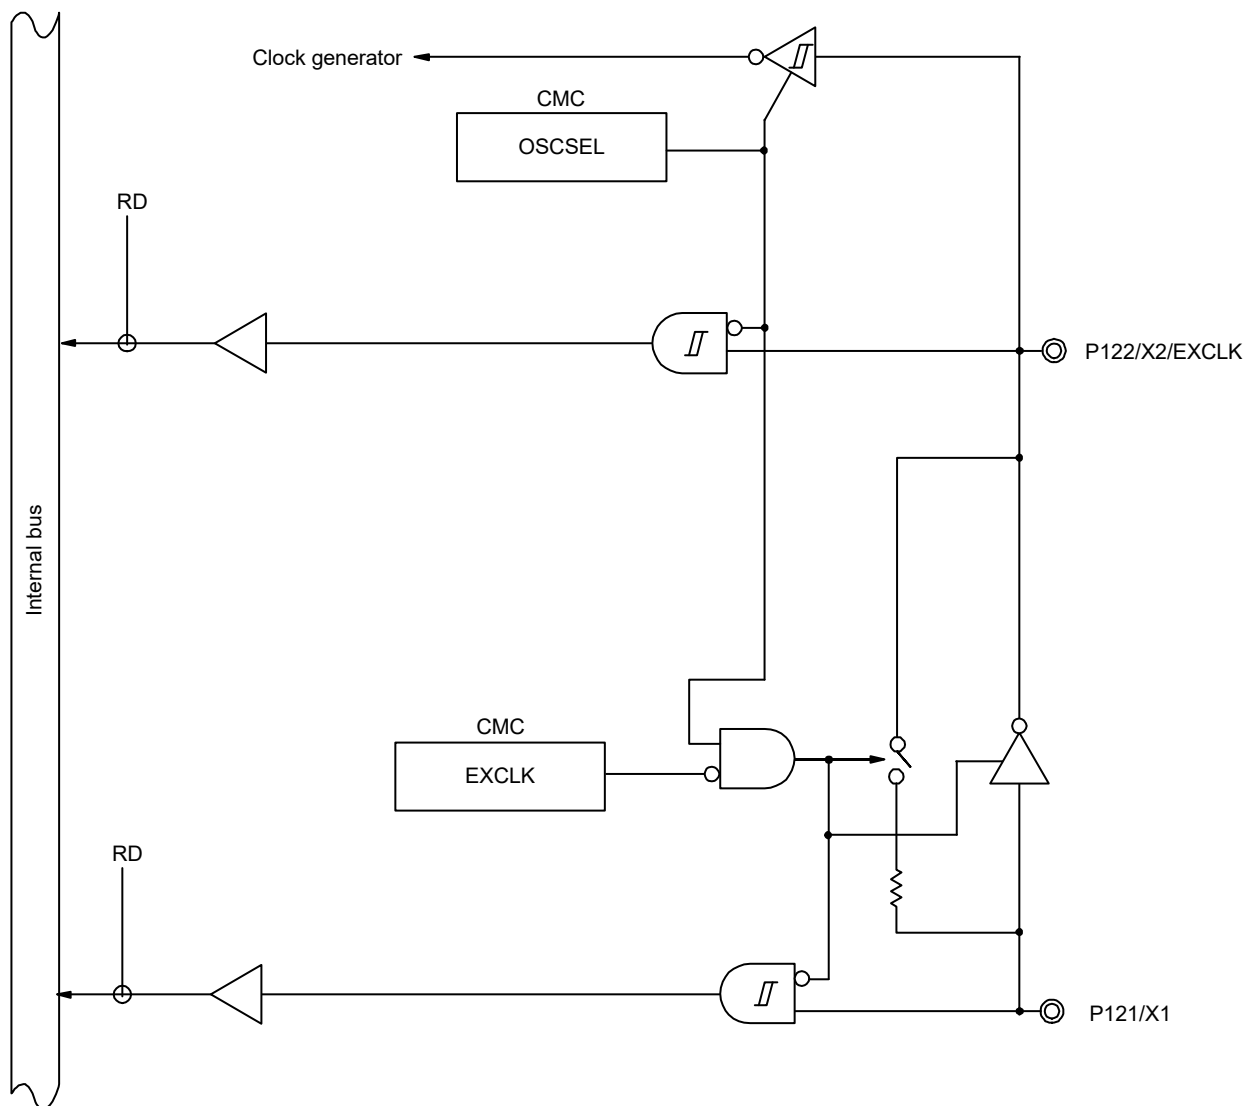 Clock generator
CMC
OSCSEL
RD
P122/X2/EXCLK
Internal bus
CMC
EXCLK
RD
P121/X1